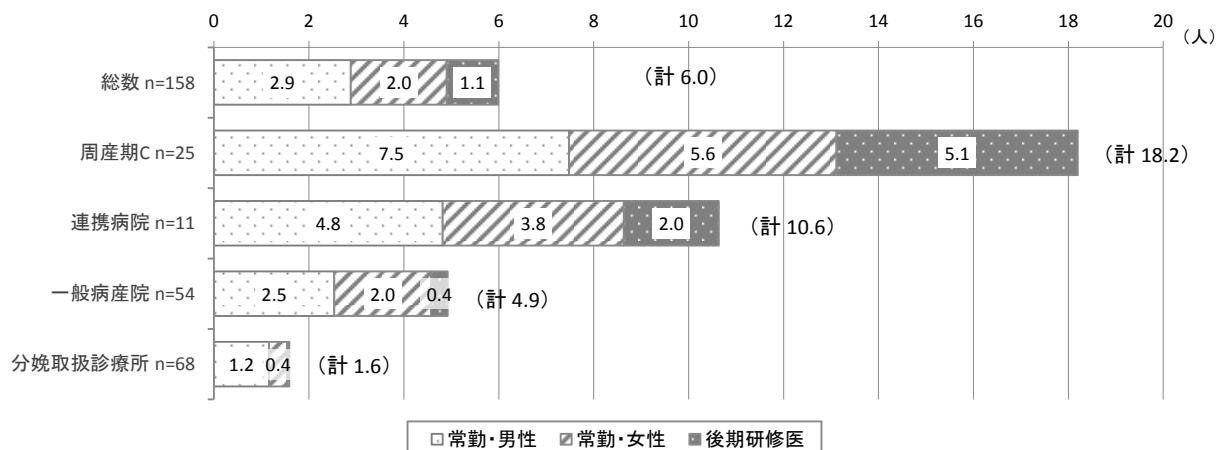 0 2 4 6 8 10 12 14 16 18 20
（人）
総数 n=158 2.9 2.0 1.1 （計 6.0）
周産期C n=25 7.5 5.6 5.1 （計 18.2）
連携病院 n=11 4.8 3.8 2.0 （計 10.6）
一般病産院 n=54 2.5 2.0 0.4 （計 4.9）
分娩取扱診療所 n=68 1.2 0.4 （計 1.6）
常勤・男性 常勤・女性 後期研修医